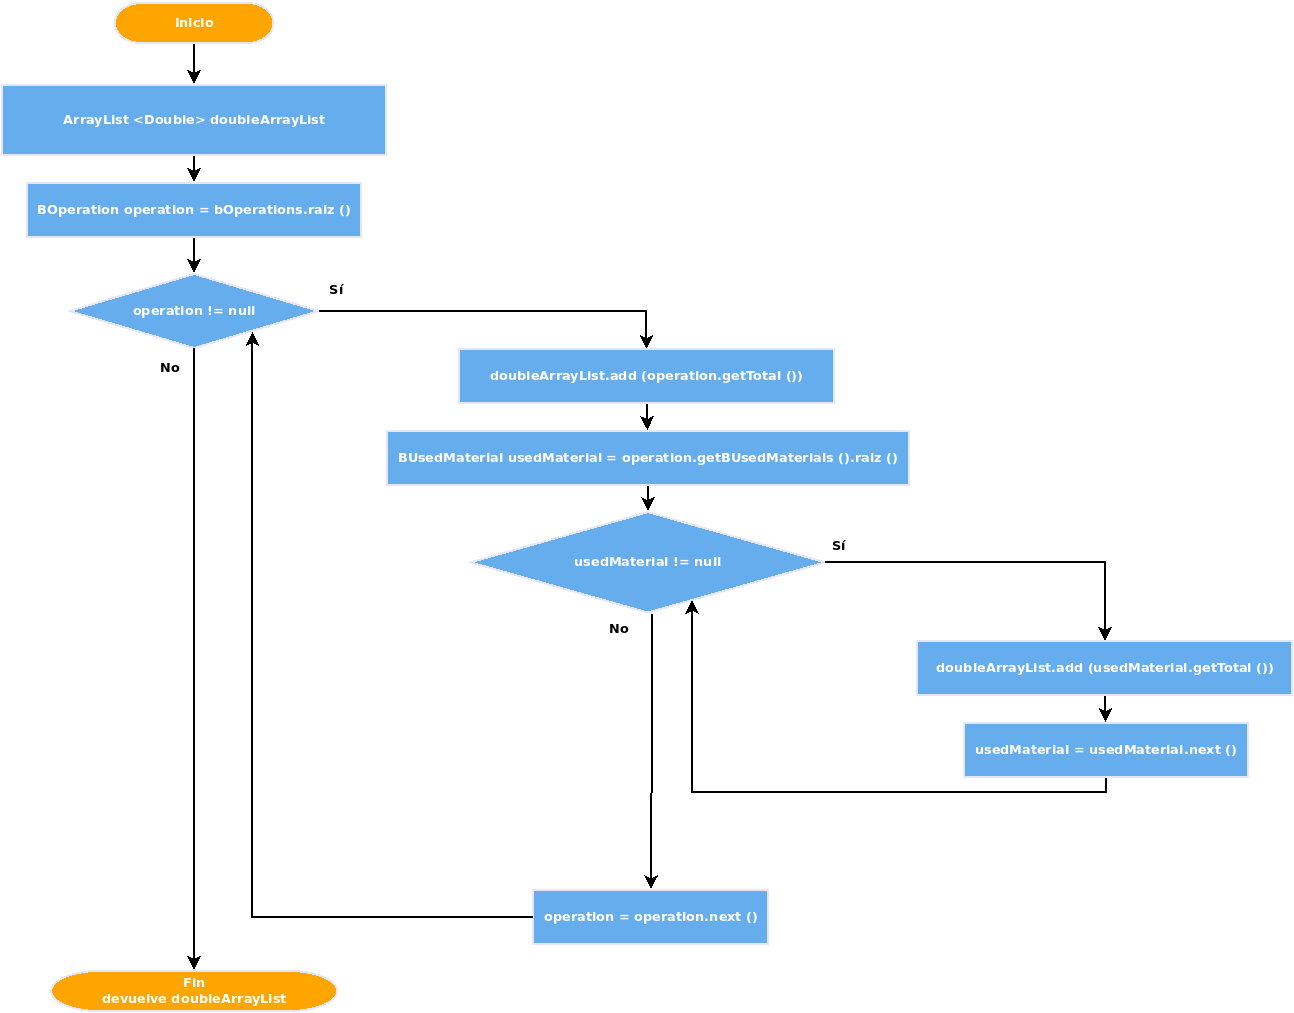 Inicio
ArrayList <Double> doubleArrayList
BOperation operation = bOperations.raiz ()
operation != null
Sí
No
doubleArrayList.add (operation.getTotal ())
BUsedMaterial usedMaterial = operation.getBUsedMaterials ().raiz ()
usedMaterial != null
Sí
No
doubleArrayList.add (usedMaterial.getTotal ())
usedMaterial = usedMaterial.next ()
operation = operation.next ()
Fin
devuelve doubleArrayList